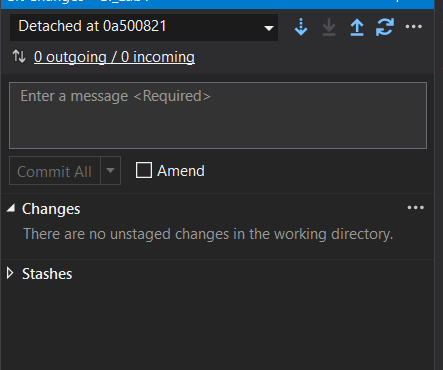 Detached at 0a500821
0 outgoing / 0 incoming
Enter a message <Required>
Commit All
Amend
Changes
There are no unstaged changes in the working directory.
Stashes